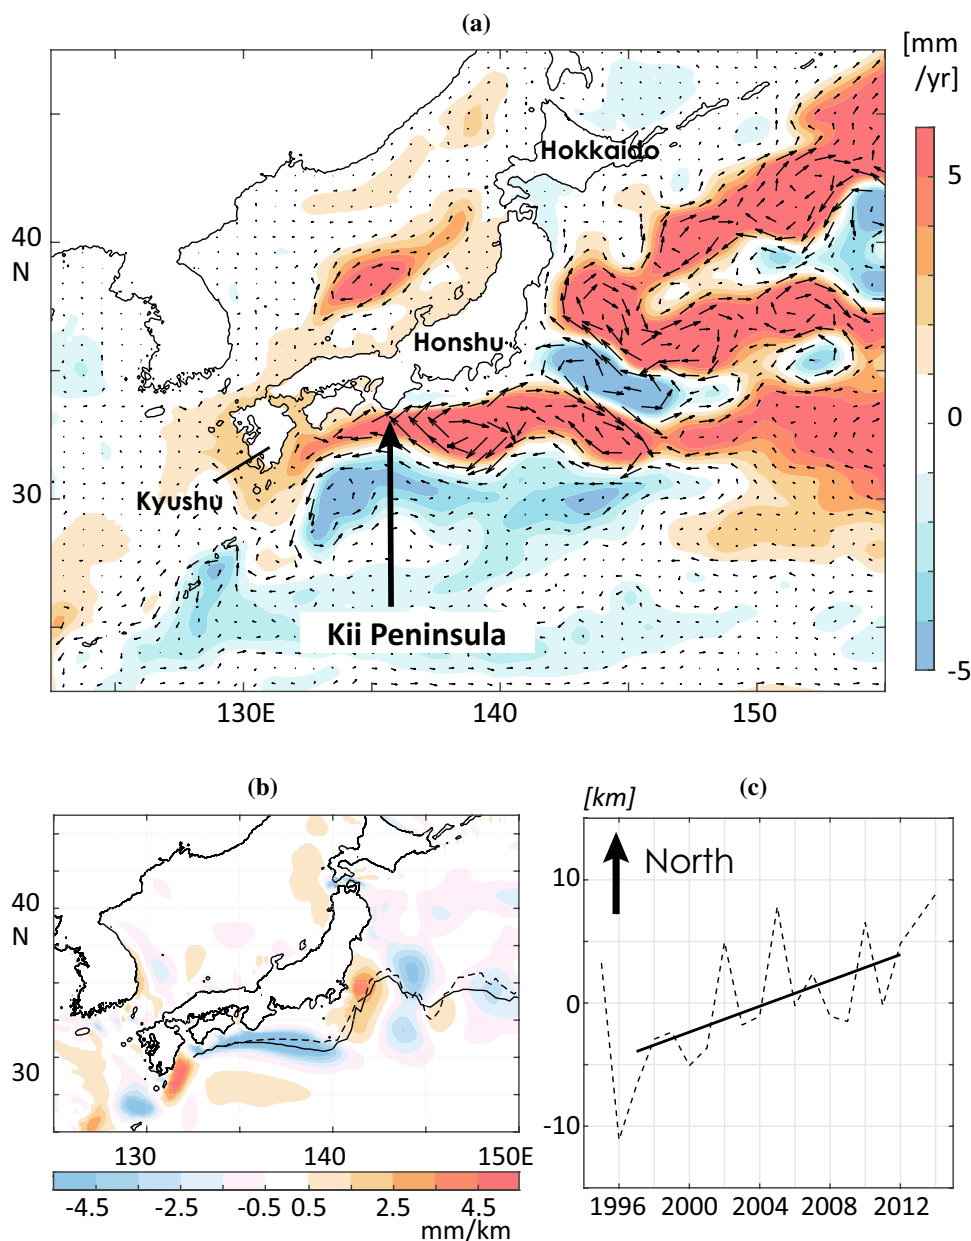 (a)
[mm
/yr]
Hokkaido
5
40
N
Honshu
0
30
Kyushu
Kii Peninsula
-5
130E
140
150
(b)
(c)
[km]
North
10
40
N
0
30
-10
130
140
150E
1996
2000
2004
2008
2012
-4.5
-2.5
-0.5
0.5
2.5
4.5
mm/km